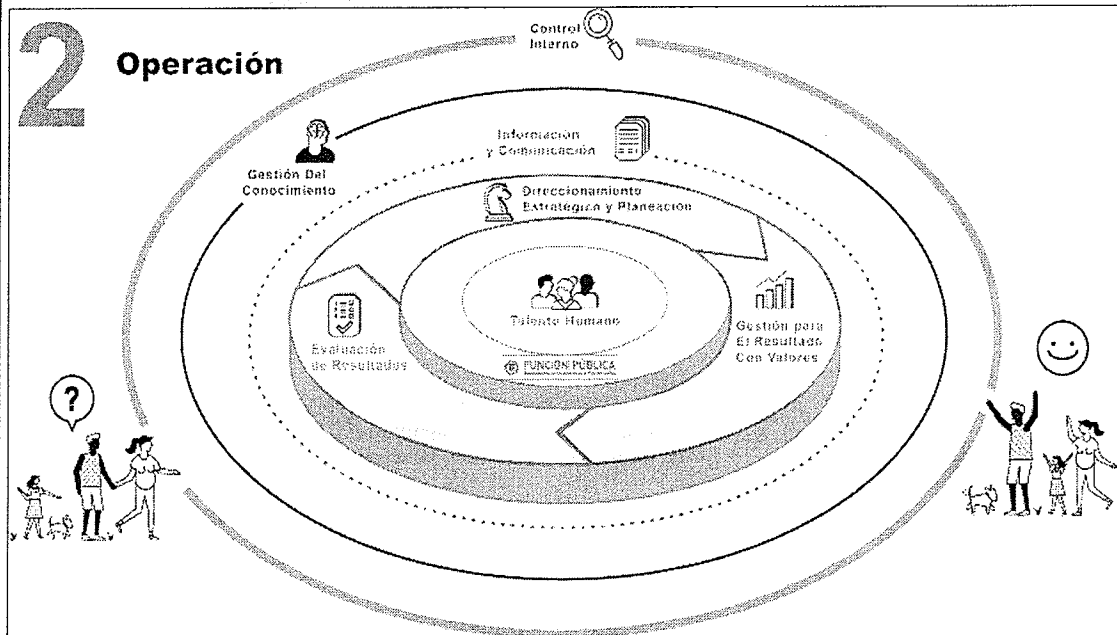 2
Operación
Control
Interno
Información
y Comunicación
Gestión Del
Conocimiento
Direccionamiento
Estratégico y Planeación
Talento Humano
FUNCIÓN PÚBLICA
Evaluación
de Resultados
Gestión para
El Resultado
Con Valores
?